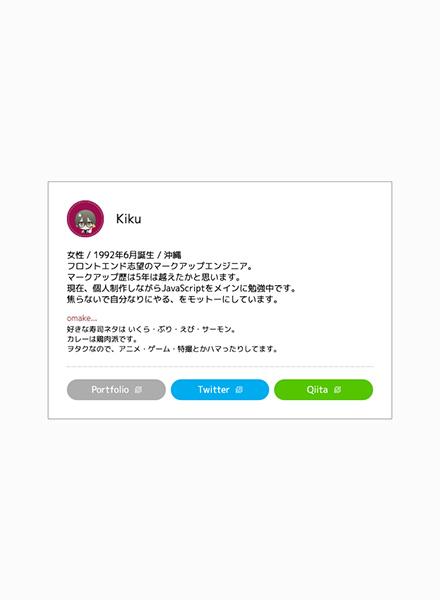 Kiku
女性 / 1992年6月誕生 / 沖縄
フロントエンド志望のマークアップエンジニア。
マークアップ歴は5年は越えたかと思います。
現在、個人制作しながらJavaScriptをメインに勉強中です。
焦らないで自分なりにやる、をモットーにしています。
omake...
好きな寿司ネタは いくら・ぶり・えび・サーモン。
カレーは鶏肉派です。
ヲタクなので、アニメ・ゲーム・特撮とかハマったりしてます。
Portfolio
Twitter
Qiita